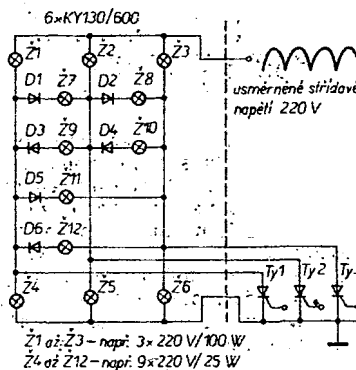 6×KY130/600
Ž1 Ž2 Ž3
D1 Ž7 D2 Ž8
usměrněné střídavé
napětí 220 V
D3 Ž9 D4 Ž10
D5 Ž11
D6 Ž12
Ty1 Ty2 Ty
Ž4 Ž5 Ž6
Ž1 až Ž3 – např. 3×220 V/100 W
Ž4 až Ž12 – např. 9×220 V/25 W